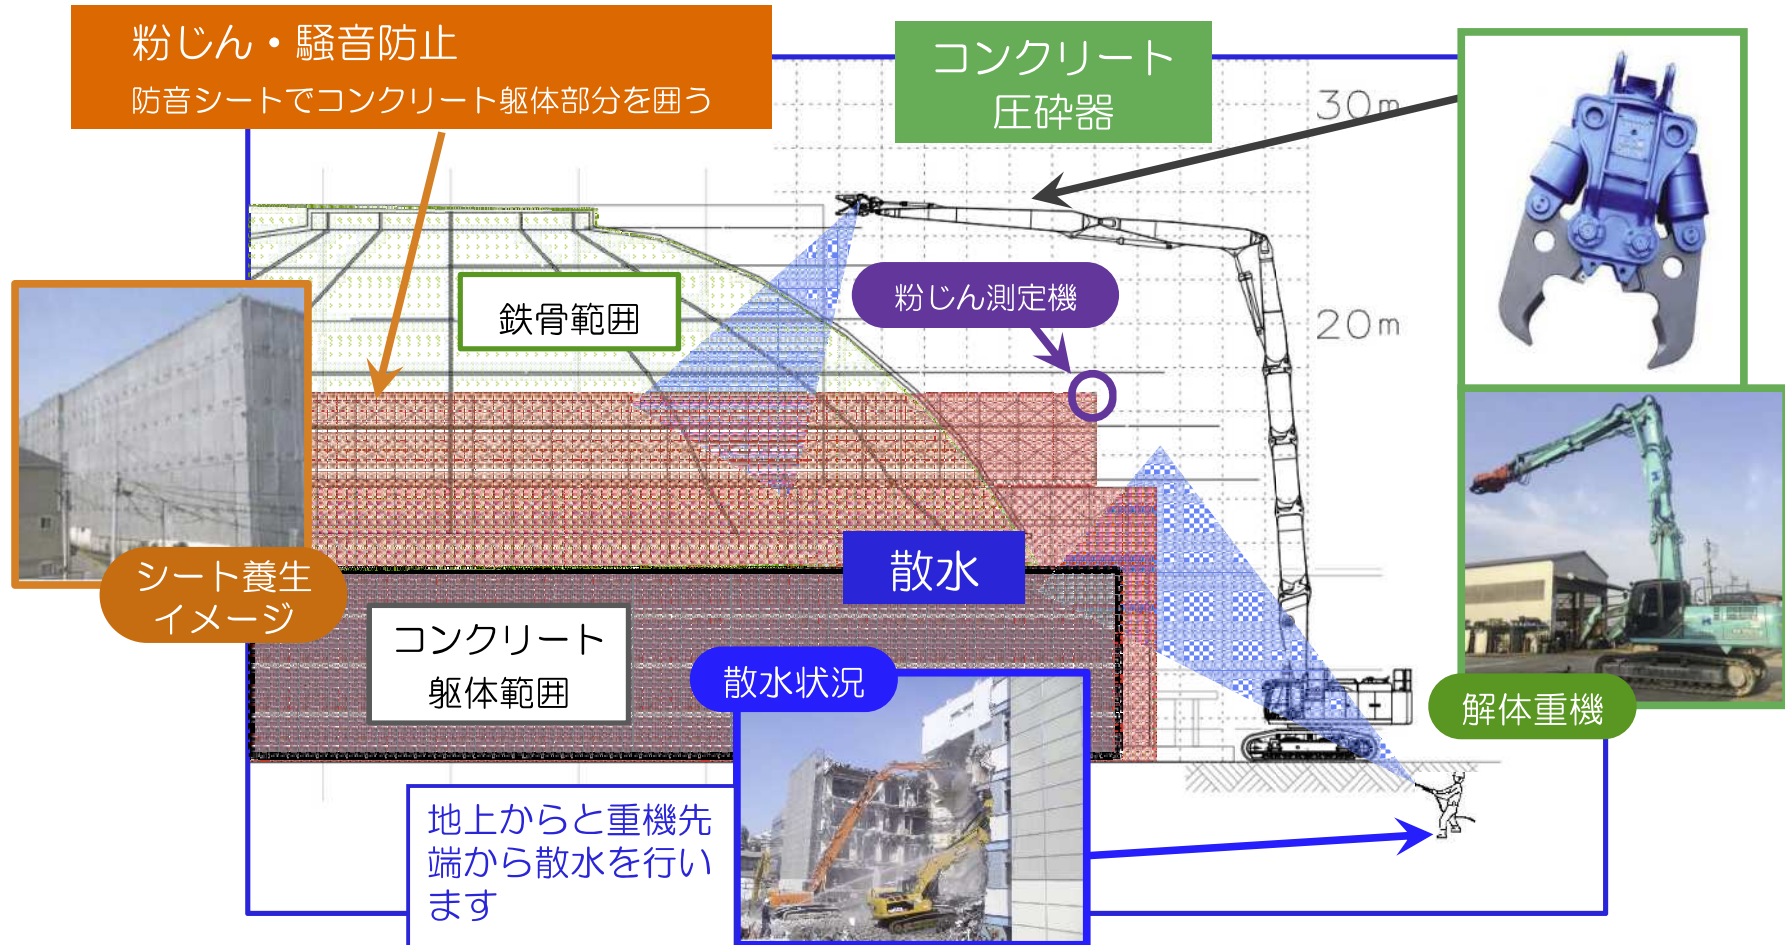 粉じん・騒音防止
防音シートでコンクリート躯体部分を囲う
コンクリート
圧砕器
30m
粉じん測定機
鉄骨範囲
20m
シート養生
イメージ
散水
コンクリート
躯体範囲
散水状況
解体重機
地上からと重機先
端から散水を行い
ます